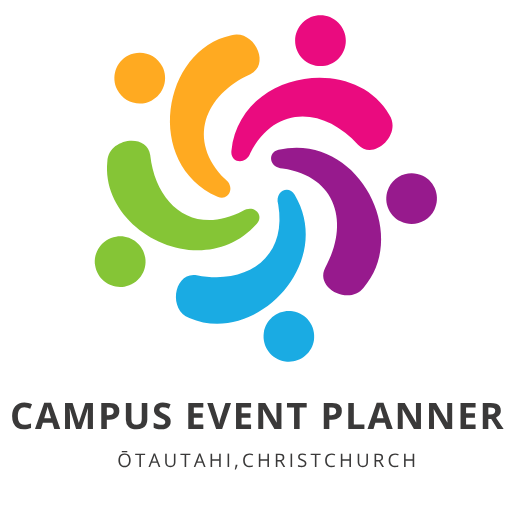 CAMPUS EVENT PLANNER
ŌTAUTAHI,CHRISTCHURCH